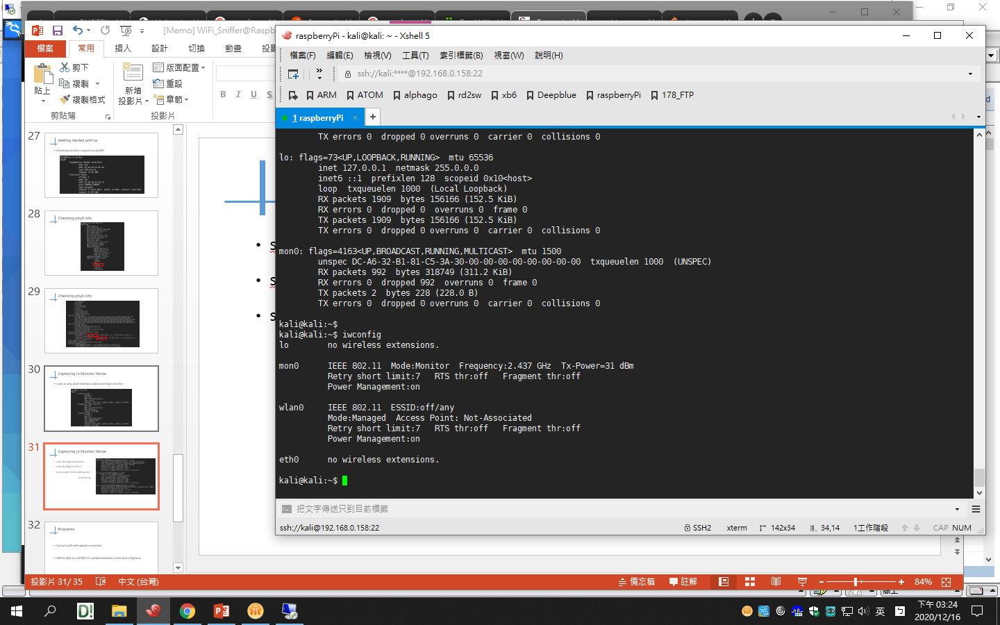 [Memo] WiFi_Sniffer@Raspb
檔案
常用
插入
設計
切換
動畫
貼上
剪下
複製
複製格式
剪貼簿
新增
投影片
版面配置
重設
章節
投影片
B I U S
27
Getting started with iw
Checking monitor support on phy#0
28
Checking phy0 info
29
Checking phy0 info
30
Capturing in Monitor Mode
31
Capturing in Monitor Mode
32
Problems
Cannot sniff with wlan0 connected.
投影片 31/ 35
中文 (台灣)
備忘稿
註解
84%
raspberryPi - kali@kali: ~ - Xshell 5
檔案(F) 編輯(E) 檢視(V) 工具(T) 索引標籤(B) 視窗(W) 說明(H)
ssh://kali:****@192.168.0.158:22
ARM ATOM alphago rd2sw xb6 Deepblue raspberryPi 178_FTP
1 raspberryPi
TX errors 0  dropped 0 overruns 0  carrier 0  collisions 0
lo: flags=73<UP,LOOPBACK,RUNNING>  mtu 65536
inet 127.0.0.1  netmask 255.0.0.0
inet6 ::1  prefixlen 128  scopeid 0x10<host>
loop  txqueuelen 1000  (Local Loopback)
RX packets 1909  bytes 156166 (152.5 KiB)
RX errors 0  dropped 0  overruns 0  frame 0
TX packets 1909  bytes 156166 (152.5 KiB)
TX errors 0  dropped 0 overruns 0  carrier 0  collisions 0
mon0: flags=4163<UP,BROADCAST,RUNNING,MULTICAST>  mtu 1500
unspec DC-A6-32-B1-81-C5-3A-30-00-00-00-00-00-00-00-00  txqueuelen 1000  (UNSPEC)
RX packets 992  bytes 318749 (311.2 KiB)
RX errors 0  dropped 992  overruns 0  frame 0
TX packets 2  bytes 228 (228.0 B)
TX errors 0  dropped 0 overruns 0  carrier 0  collisions 0
kali@kali:~$
kali@kali:~$ iwconfig
lo        no wireless extensions.
mon0      IEEE 802.11  Mode:Monitor  Frequency:2.437 GHz  Tx-Power=31 dBm
Retry short limit:7   RTS thr:off   Fragment thr:off
Power Management:on
wlan0     IEEE 802.11  ESSID:off/any
Mode:Managed  Access Point: Not-Associated
Retry short limit:7   RTS thr:off   Fragment thr:off
Power Management:on
eth0      no wireless extensions.
kali@kali:~$
把文字傳送只到目前標籤
ssh://kali@192.168.0.158:22
SSH2
xterm
142x34
34,14
1工作階段
CAP NUM
英
下午 03:24
2020/12/16